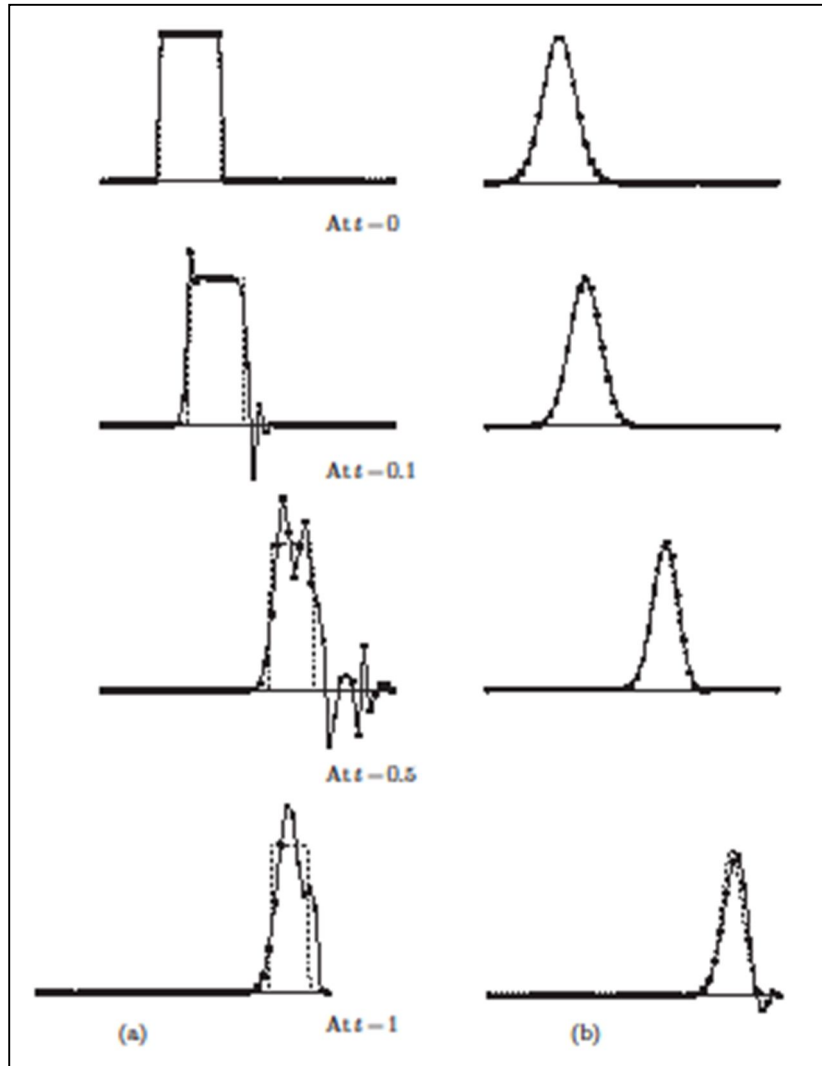 At t = 0
At t = 0.1
At t = 0.5
At t = 1
(a)
(b)